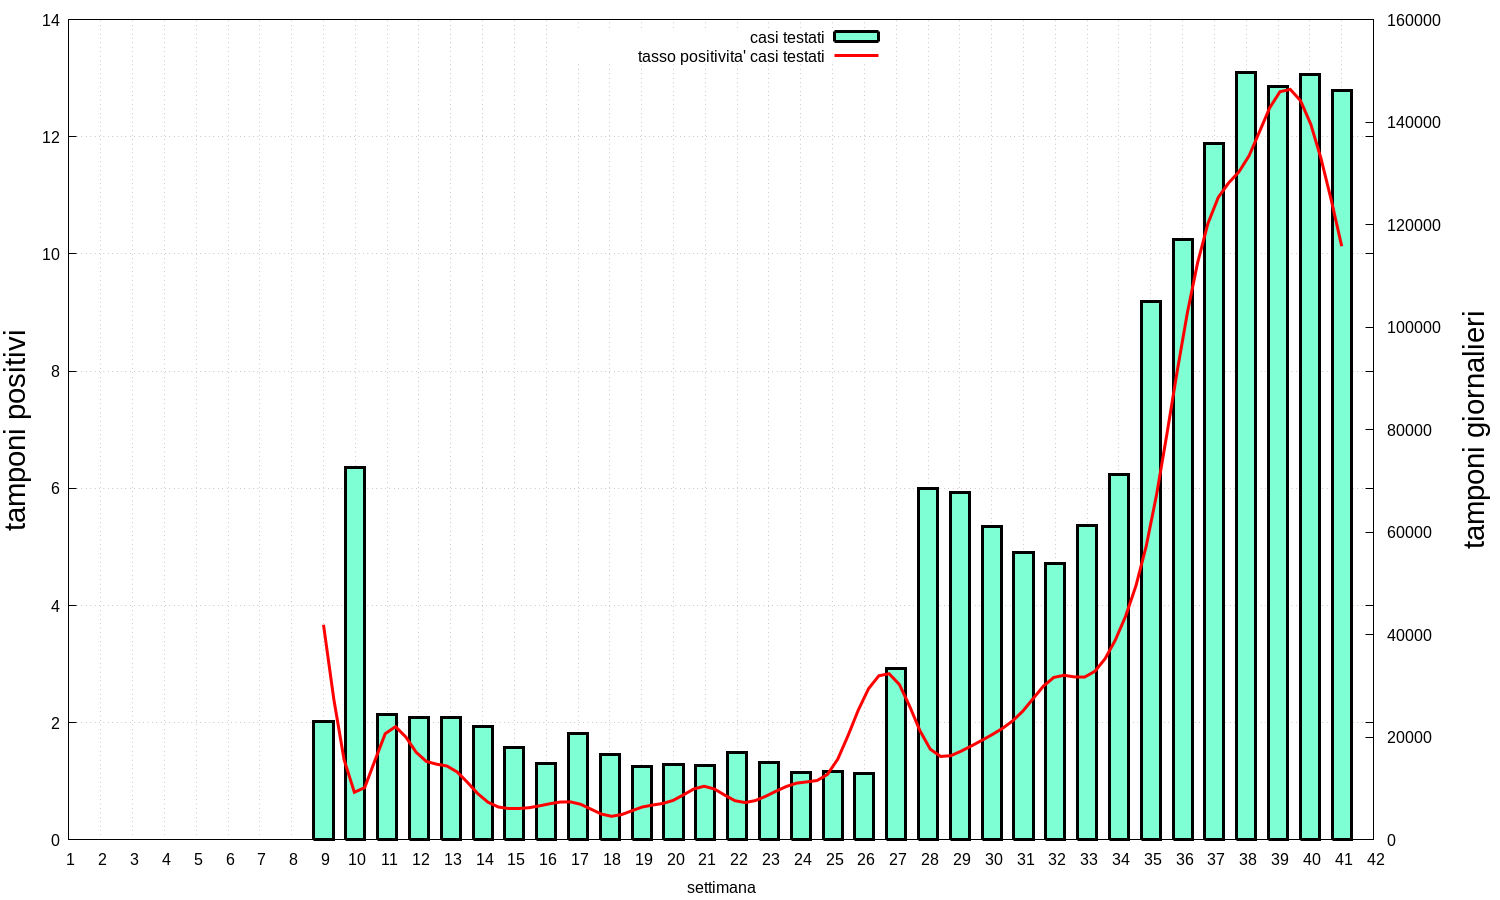 casi testati
tasso positivita' casi testati
tamponi positivi
14
12
10
8
6
4
2
0
160000
140000
120000
100000
80000
60000
40000
20000
0
tamponi giornalieri
1 2 3 4 5 6 7 8 9 10 11 12 13 14 15 16 17 18 19 20 21 22 23 24 25 26 27 28 29 30 31 32 33 34 35 36 37 38 39 40 41 42
settimana